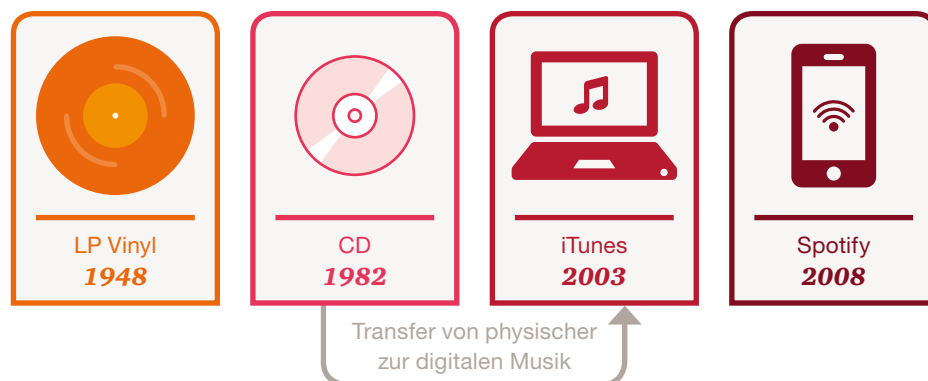 LP Vinyl
1948
CD
1982
iTunes
2003
Spotify
2008
Transfer von physischer
zur digitalen Musik